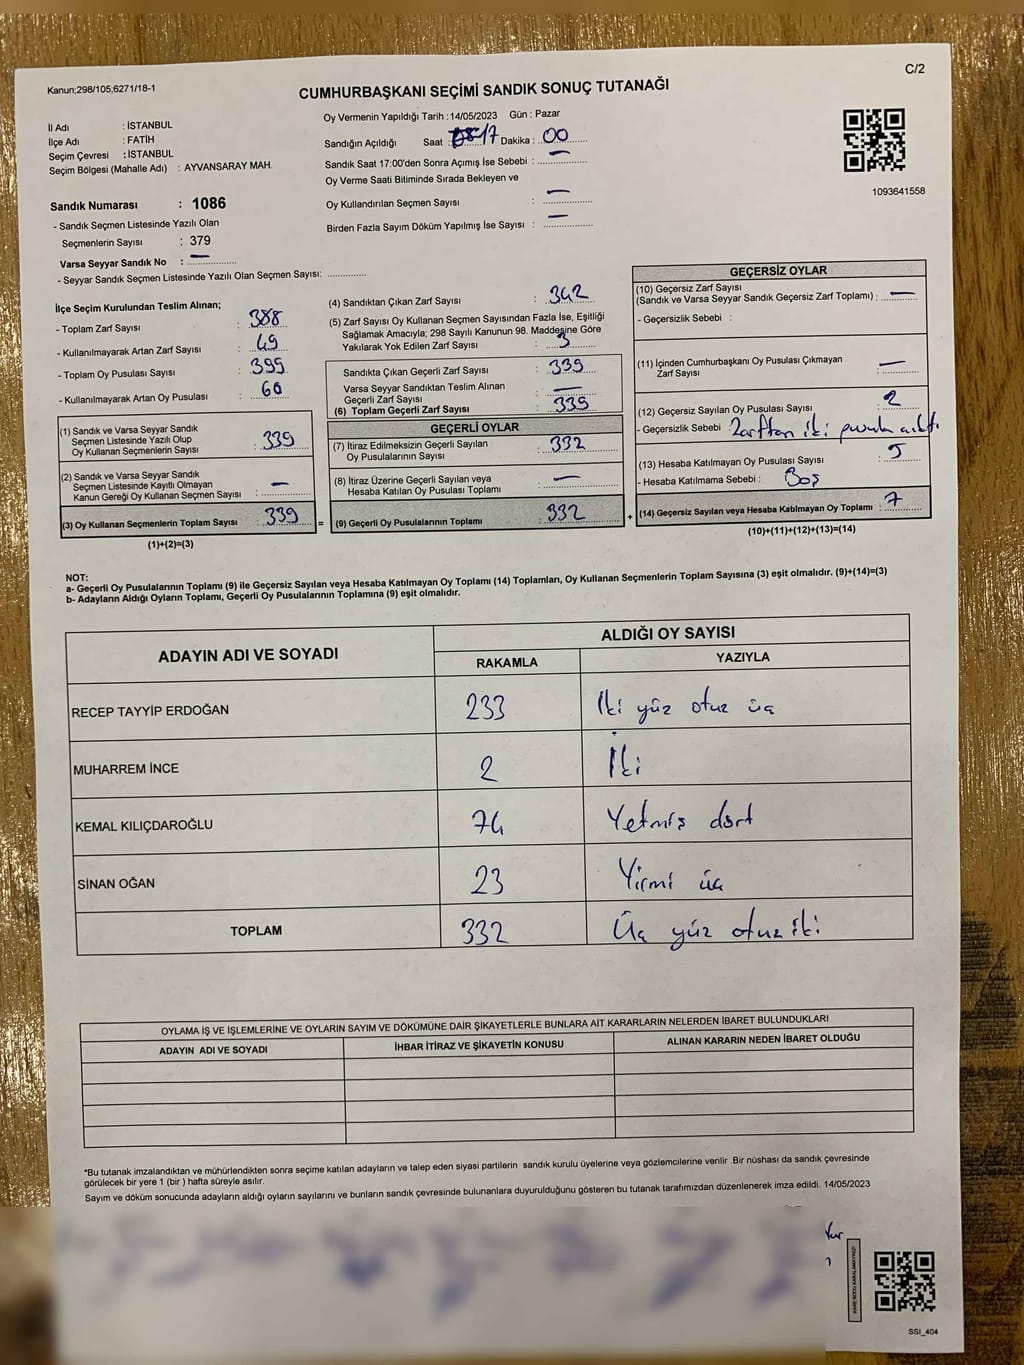 C/2
Kanun;298/105,6271/18-1
CUMHURBAŞKANI SEÇİMİ SANDIK SONUÇ TUTANAĞI
İl Adı : İSTANBUL
İlçe Adı : FATİH
Seçim Çevresi : İSTANBUL
Seçim Bölgesi (Mahalle Adı) : AYVANSARAY MAH.
Sandık Numarası : 1086
- Sandık Seçmen Listesinde Yazılı Olan
Seçmenlerin Sayısı : 379
Varsa Seyyar Sandık No : —
- Seyyar Sandık Seçmen Listesinde Yazılı Olan Seçmen Sayısı: ................
Oy Vermenin Yapıldığı Tarih : 14/05/2023 Gün : Pazar
Sandığın Açıldığı Saat : 17 Dakika : 00
Sandık Saat 17:00'den Sonra Açımış İse Sebebi : —
Oy Verme Saati Bitiminde Sırada Bekleyen ve
Oy Kullandırılan Seçmen Sayısı : —
Birden Fazla Sayım Döküm Yapılmış İse Sayısı : —
1093641558
İlçe Seçim Kurulundan Teslim Alınan;
- Toplam Zarf Sayısı : 388
- Kullanılmayarak Artan Zarf Sayısı : 49
- Toplam Oy Pusulası Sayısı : 399
- Kullanılmayarak Artan Oy Pusulası : 60
(1) Sandık ve Varsa Seyyar Sandık
Seçmen Listesinde Yazılı Olup
Oy Kullanan Seçmenlerin Sayısı : 339
(2) Sandık ve Varsa Seyyar Sandık
Seçmen Listesinde Kayıtlı Olmayan
Kanun Gereği Oy Kullanan Seçmen Sayısı : —
(3) Oy Kullanan Seçmenlerin Toplam Sayısı : 339
(1)+(2)=(3)
=
(4) Sandıktan Çıkan Zarf Sayısı : 342
(5) Zarf Sayısı Oy Kullanan Seçmen Sayısından Fazla İse, Eşitliği
Sağlamak Amacıyla; 298 Sayılı Kanunun 98. Maddesine Göre
Yakılarak Yok Edilen Zarf Sayısı : 3
Sandıkta Çıkan Geçerli Zarf Sayısı : 339
Varsa Seyyar Sandıktan Teslim Alınan
Geçerli Zarf Sayısı : —
(6) Toplam Geçerli Zarf Sayısı : 339
GEÇERLİ OYLAR
(7) İtiraz Edilmeksizin Geçerli Sayılan
Oy Pusulalarının Sayısı : 332
(8) İtiraz Üzerine Geçerli Sayılan veya
Hesaba Katılan Oy Pusulası Toplamı : —
(9) Geçerli Oy Pusulalarının Toplamı : 332
+
GEÇERSİZ OYLAR
(10) Geçersiz Zarf Sayısı
(Sandık ve Varsa Seyyar Sandık Geçersiz Zarf Toplamı) : —
- Geçersizlik Sebebi :
(11) İçinden Cumhurbaşkanı Oy Pusulası Çıkmayan
Zarf Sayısı : —
(12) Geçersiz Sayılan Oy Pusulası Sayısı : 2
- Geçersizlik Sebebi : Zarftan iki pusula çıktı
(13) Hesaba Katılmayan Oy Pusulası Sayısı : 5
- Hesaba Katılmama Sebebi : Boş
(14) Geçersiz Sayılan veya Hesaba Katılmayan Oy Toplamı : 7
(10)+(11)+(12)+(13)=(14)
NOT:
a- Geçerli Oy Pusulalarının Toplamı (9) ile Geçersiz Sayılan veya Hesaba Katılmayan Oy Toplamı (14) Toplamları, Oy Kullanan Seçmenlerin Toplam Sayısına (3) eşit olmalıdır. (9)+(14)=(3)
b- Adayların Aldığı Oyların Toplamı, Geçerli Oy Pusulalarının Toplamına (9) eşit olmalıdır.
ADAYIN ADI VE SOYADI ALDIĞI OY SAYISI
RAKAMLA YAZIYLA
RECEP TAYYİP ERDOĞAN 233 İki yüz otuz üç
MUHARREM İNCE 2 İki
KEMAL KILIÇDAROĞLU 74 Yetmiş dört
SİNAN OĞAN 23 Yirmi üç
TOPLAM 332 Üç yüz otuz iki
OYLAMA İŞ VE İŞLEMLERİNE VE OYLARIN SAYIM VE DÖKÜMÜNE DAİR ŞİKAYETLERLE BUNLARA AİT KARARLARIN NELERDEN İBARET BULUNDUKLARI
ADAYIN ADI VE SOYADI İHBAR İTİRAZ VE ŞİKAYETİN KONUSU ALINAN KARARIN NEDEN İBARET OLDUĞU
*Bu tutanak imzalandıktan ve mühürlendikten sonra seçime katılan adayların ve talep eden siyasi partilerin sandık kurulu üyelerine veya gözlemcilerine verilir .Bir nüshası da sandık çevresinde
görülecek bir yere 1 (bir ) hafta süreyle asılır.
Sayım ve döküm sonucunda adayların aldığı oyların sayılarını ve bunların sandık çevresinde bulunanlara duyurulduğunu gösteren bu tutanak tarafımızdan düzenlenerek imza edildi. 14/05/2023
SSI_404